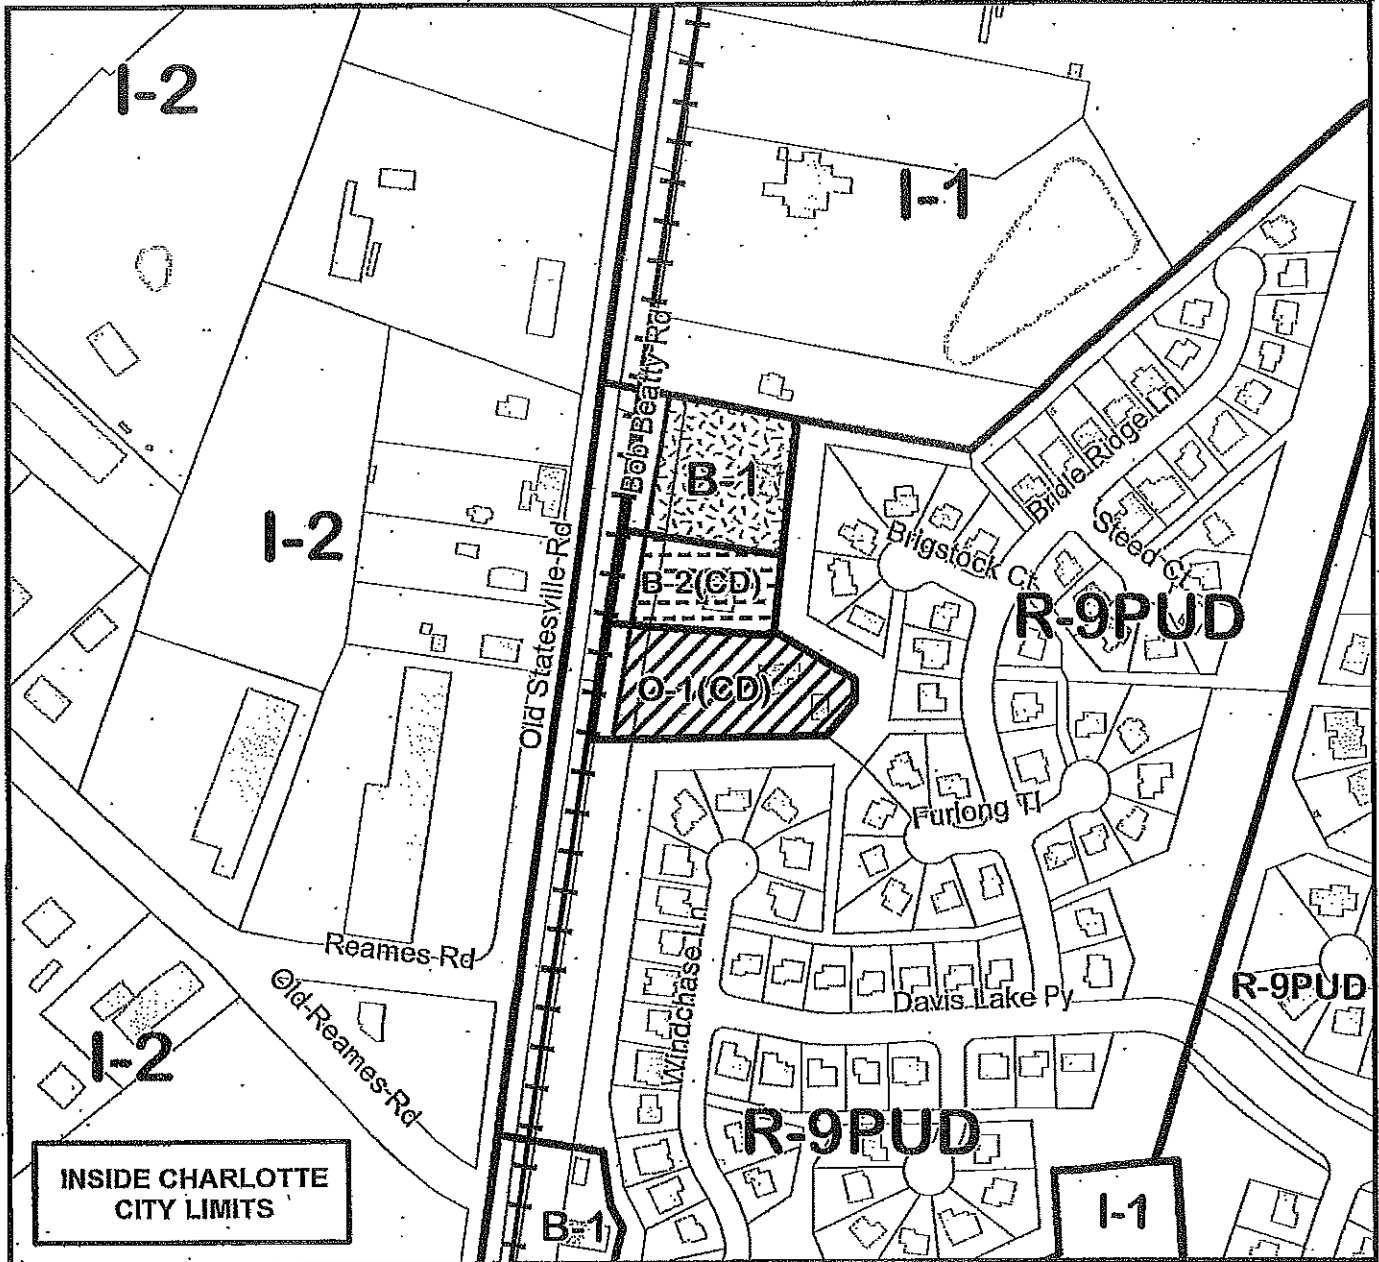 I-2
I-1
Bob Beatty Rd
B-1
Bridle Ridge Ln
I-2
Brigstock Ct
Steed Ct
B-2(CD)
R-9PUD
Old Statesville-Rd
O-1(CD)
Furlong Tl
Reames-Rd
Windchase Ln
Old-Reames-Rd
Davis Lake Py
R-9PUD
I-2
R-9PUD
INSIDE CHARLOTTE
CITY LIMITS
B-1
I-1